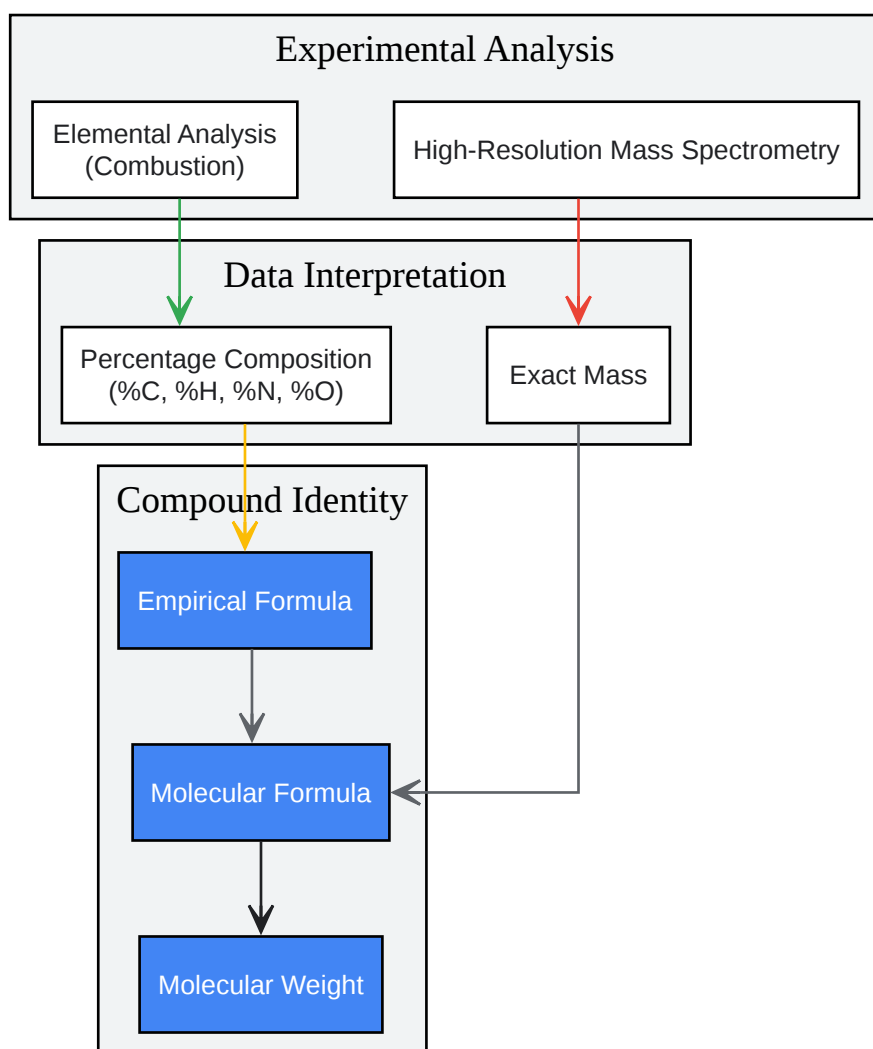 Experimental Analysis
Elemental Analysis
(Combustion)
High-Resolution Mass Spectrometry
Data Interpretation
Percentage Composition
(%C, %H, %N, %O)
Exact Mass
Compound Identity
Empirical Formula
Molecular Formula
Molecular Weight